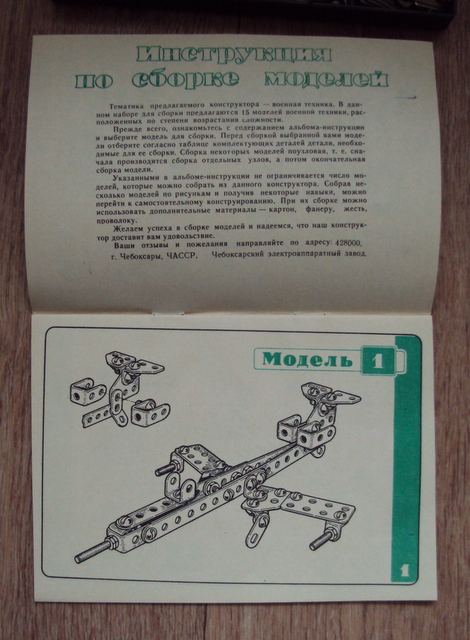 Инструкция
по сборке моделей
Тематика предлагаемого конструктора — военная техника. В дан-
ном наборе для сборки предлагаются 15 моделей военной техники, рас-
положенных по степени возрастания сложности.
Прежде всего, ознакомьтесь с содержанием альбома-инструкции
и выберите модель для сборки. Перед сборкой выбранной вами моде-
ли отберите согласно таблице комплектующих деталей детали, необхо-
димые для ее сборки. Сборка некоторых моделей поузловая, т. е. сна-
чала производится сборка отдельных узлов, а потом окончательная
сборка модели.
Указанными в альбоме-инструкции не ограничивается число мо-
делей, которые можно собрать из данного конструктора. Собрав не-
сколько моделей по рисункам и получив некоторые навыки, можно
перейти к самостоятельному конструированию. При их сборке можно
использовать дополнительные материалы — картон, фанеру, жесть,
проволоку.
Желаем успеха в сборке моделей и надеемся, что наш конструк-
тор доставит вам удовольствие.
Ваши отзывы и пожелания направляйте по адресу: 428000,
г. Чебоксары, ЧАССР. Чебоксарский электроаппаратный завод.
Модель 1
1